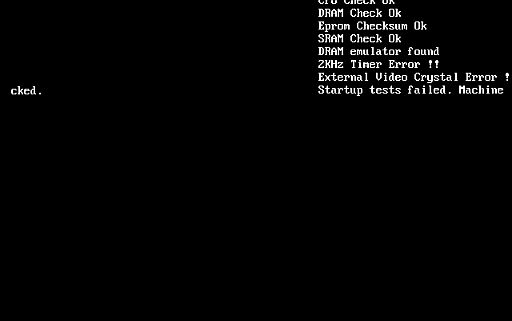 CPU Check Ok
DRAM Check Ok
Eprom Checksum Ok
SRAM Check Ok
DRAM emulator found
2KHz Timer Error !!
External Video Crystal Error !
cked. Startup tests failed. Machine